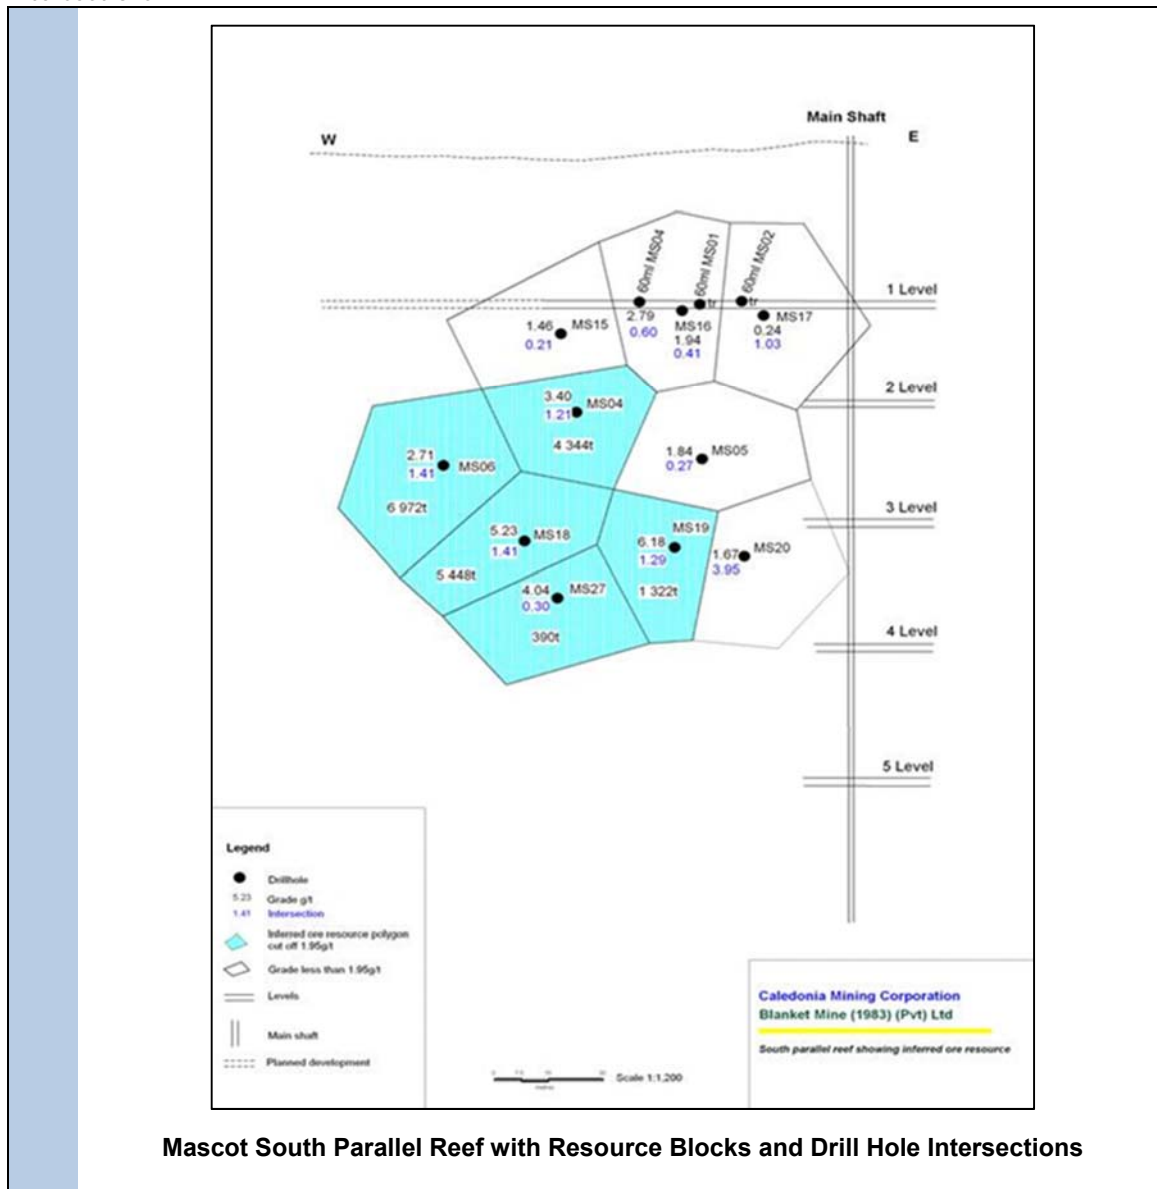 Main Shaft
W
E
60ml MS04
60ml MS01
60ml MS02
1 Level
tr
tr
2.79
0.60
MS16
1.94
0.41
MS17
0.24
1.03
1.46
0.21
MS15
2 Level
3.40
1.21
MS04
4 344t
1.84
0.27
MS05
2.71
1.41
MS06
6 972t
3 Level
5.23
1.41
MS18
5 448t
MS19
6.18
1.29
1 322t
1.67
3.95
MS20
4.04
0.30
MS27
390t
4 Level
5 Level
Legend
Drillhole
5.23
Grade g/t
1.41
Intersection
Inferred ore resource polygon
cut off 1.95g/t
Grade less than 1.95g/t
Levels
Main shaft
Planned development
Scale 1:1,200
Caledonia Mining Corporation
Blanket Mine (1983) (Pvt) Ltd
South parallel reef showing inferred ore resource
Mascot South Parallel Reef with Resource Blocks and Drill Hole Intersections